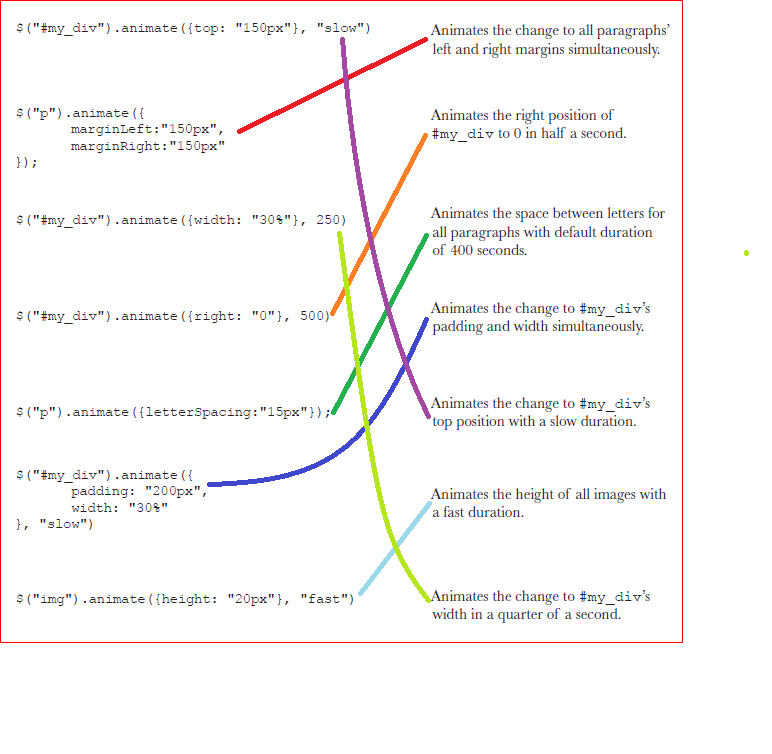 $("#my_div").animate({top: "150px"}, "slow")
$("p").animate({
marginLeft:"150px",
marginRight:"150px"
});
$("#my_div").animate({width: "30%"}, 250)
$("#my_div").animate({right: "0"}, 500)
$("p").animate({letterSpacing:"15px"});
$("#my_div").animate({
padding: "200px",
width: "30%"
}, "slow")
$("img").animate({height: "20px"}, "fast")
Animates the change to all paragraphs’
left and right margins simultaneously.
Animates the right position of
#my_div to 0 in half a second.
Animates the space between letters for
all paragraphs with default duration
of 400 seconds.
Animates the change to #my_div’s
padding and width simultaneously.
Animates the change to #my_div’s
top position with a slow duration.
Animates the height of all images with
a fast duration.
Animates the change to #my_div’s
width in a quarter of a second.